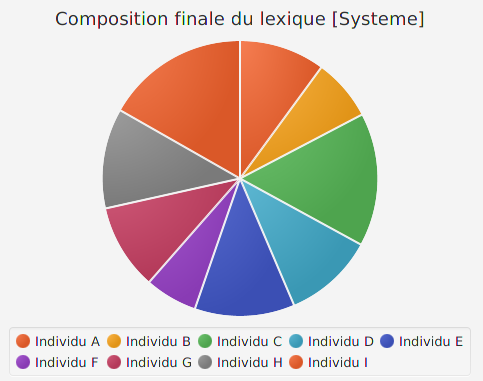 Composition finale du lexique [Systeme]
Individu A Individu B Individu C Individu D Individu E
Individu F Individu G Individu H Individu I